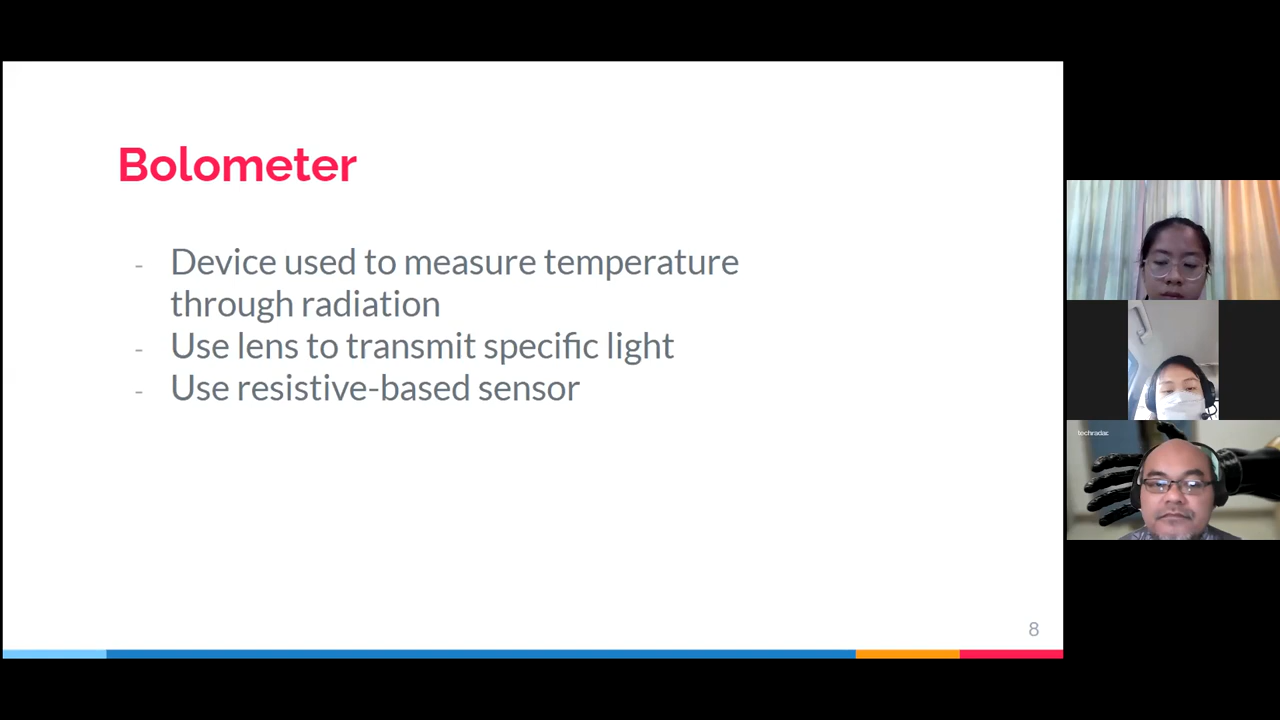 Bolometer
- Device used to measure temperature
through radiation
- Use lens to transmit specific light
- Use resistive-based sensor
8
techradar